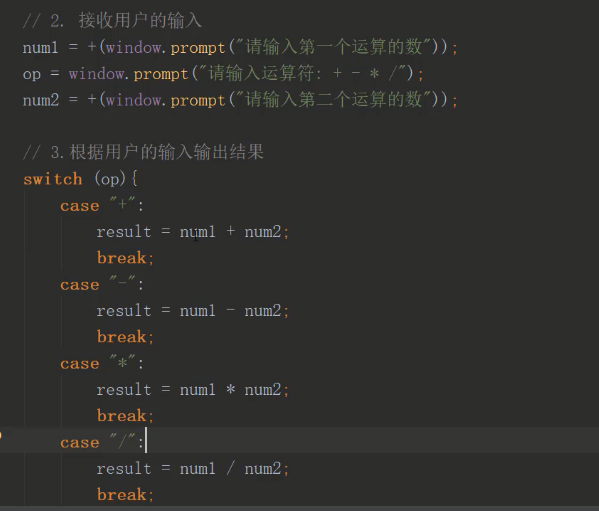 // 2. 接收用户的输入
num1 = +(window.prompt("请输入第一个运算的数"));
op = window.prompt("请输入运算符: + - * /");
num2 = +(window.prompt("请输入第二个运算的数"));
// 3.根据用户的输入输出结果
switch (op){
case "+":
result = num1 + num2;
break;
case "-":
result = num1 - num2;
break;
case "*":
result = num1 * num2;
break;
case "/":
result = num1 / num2;
break;